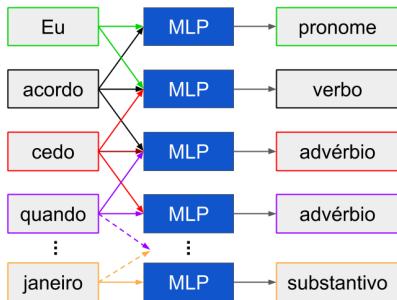 Eu MLP pronome
acordo MLP verbo
cedo MLP advérbio
quando MLP advérbio
⋮ ⋮ ⋮
janeiro MLP substantivo